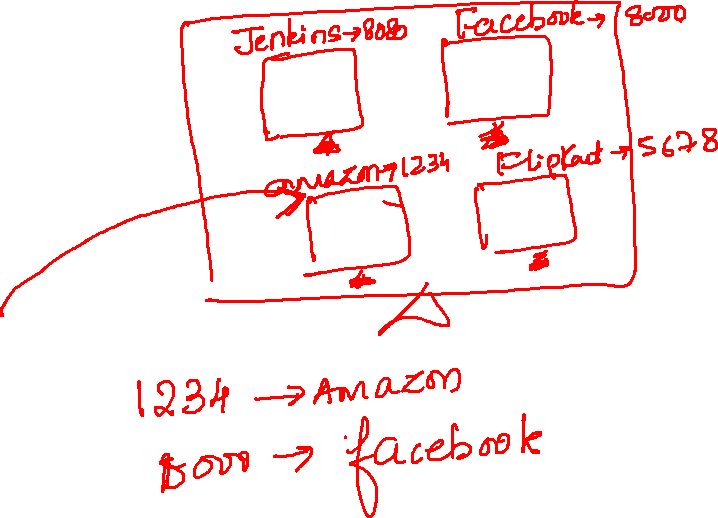 Jenkins→8080
Facebook→8000
amazon→1234
Flipkart→5678
1234→Amazon
8000→facebook